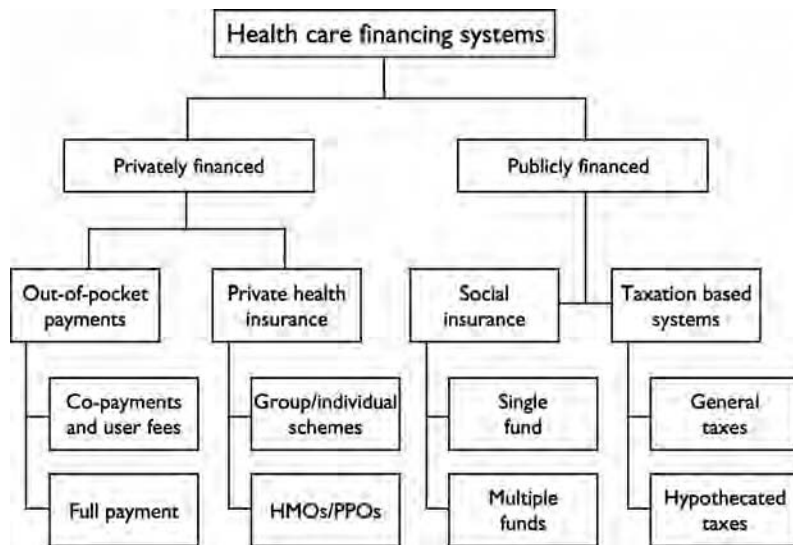 Health care financing systems
Privately financed
Publicly financed
Out-of-pocket
payments
Private health
insurance
Social
insurance
Taxation based
systems
Co-payments
and user fees
Group/individual
schemes
Single
fund
General
taxes
Full payment
HMOs/PPOs
Multiple
funds
Hypothecated
taxes